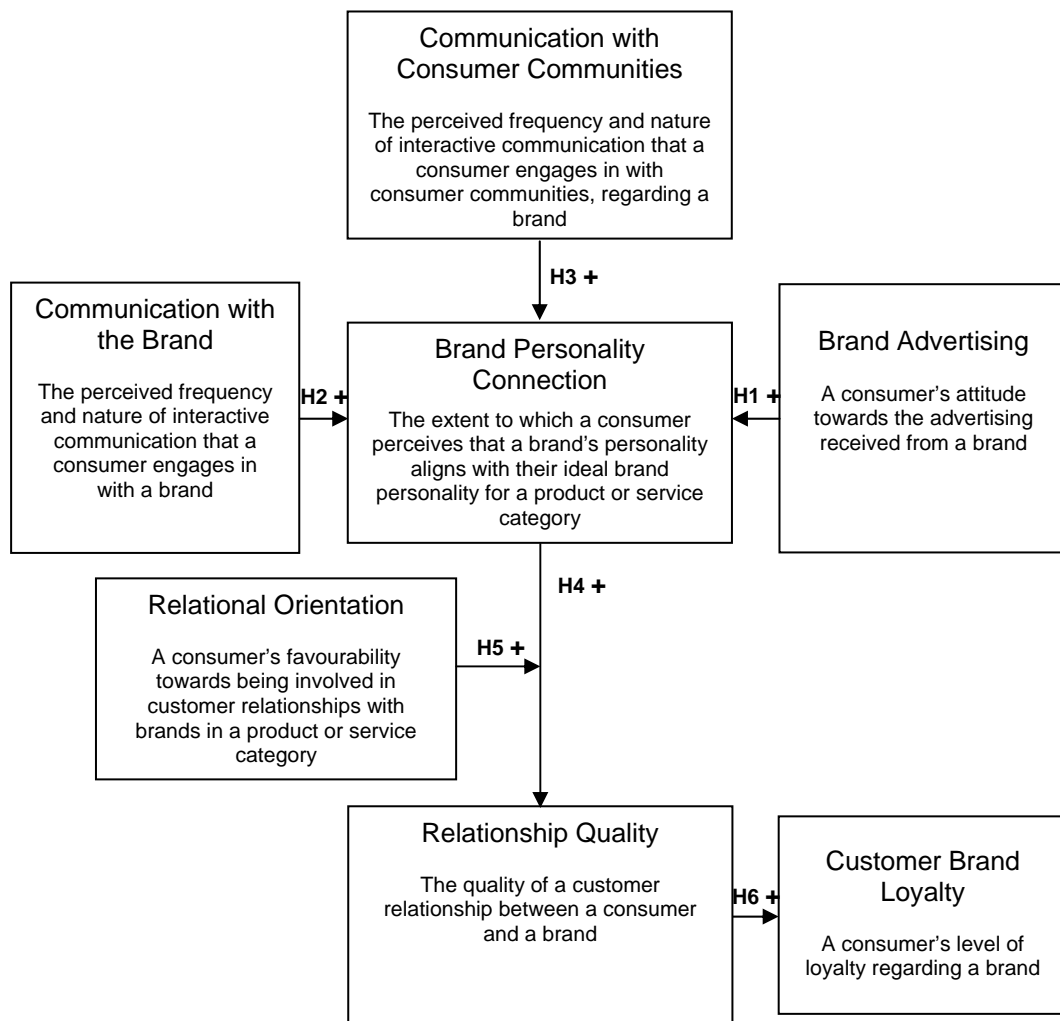 Communication with
Consumer Communities
The perceived frequency and nature
of interactive communication that a
consumer engages in with
consumer communities, regarding a
brand
H3 +
Communication with
the Brand
The perceived frequency
and nature of interactive
communication that a
consumer engages in
with a brand
H2 +
Brand Personality
Connection
The extent to which a consumer
perceives that a brand’s personality
aligns with their ideal brand
personality for a product or service
category
H1 +
Brand Advertising
A consumer’s attitude
towards the advertising
received from a brand
H4 +
Relational Orientation
A consumer’s favourability
towards being involved in
customer relationships with
brands in a product or service
category
H5 +
Relationship Quality
The quality of a customer
relationship between a consumer
and a brand
H6 +
Customer Brand
Loyalty
A consumer’s level of
loyalty regarding a brand